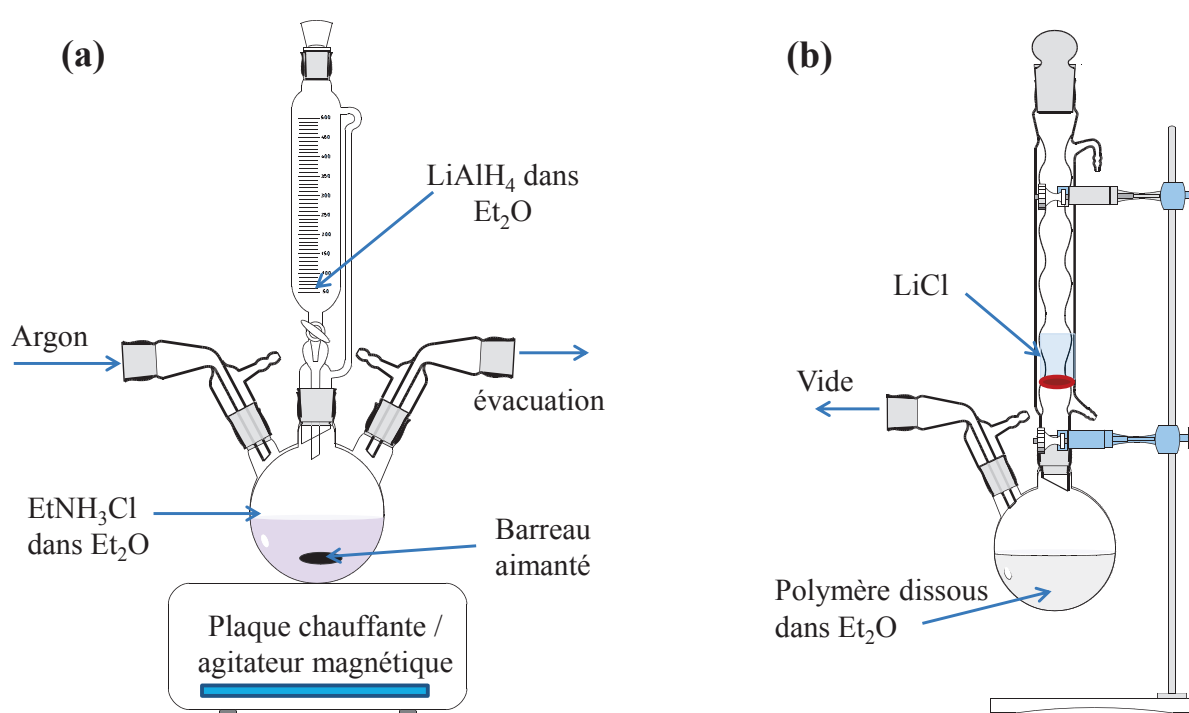 (a)
LiAlH₄ dans
Et₂O
Argon
évacuation
EtNH₃Cl
dans Et₂O
Barreau
aimanté
Plaque chauffante /
agitateur magnétique
(b)
LiCl
Vide
Polymère dissous
dans Et₂O